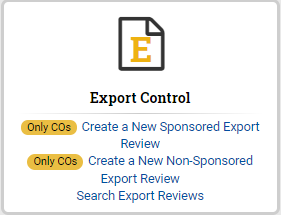 E
Export Control
Only COs Create a New Sponsored Export
Review
Only COs Create a New Non-Sponsored
Export Review
Search Export Reviews